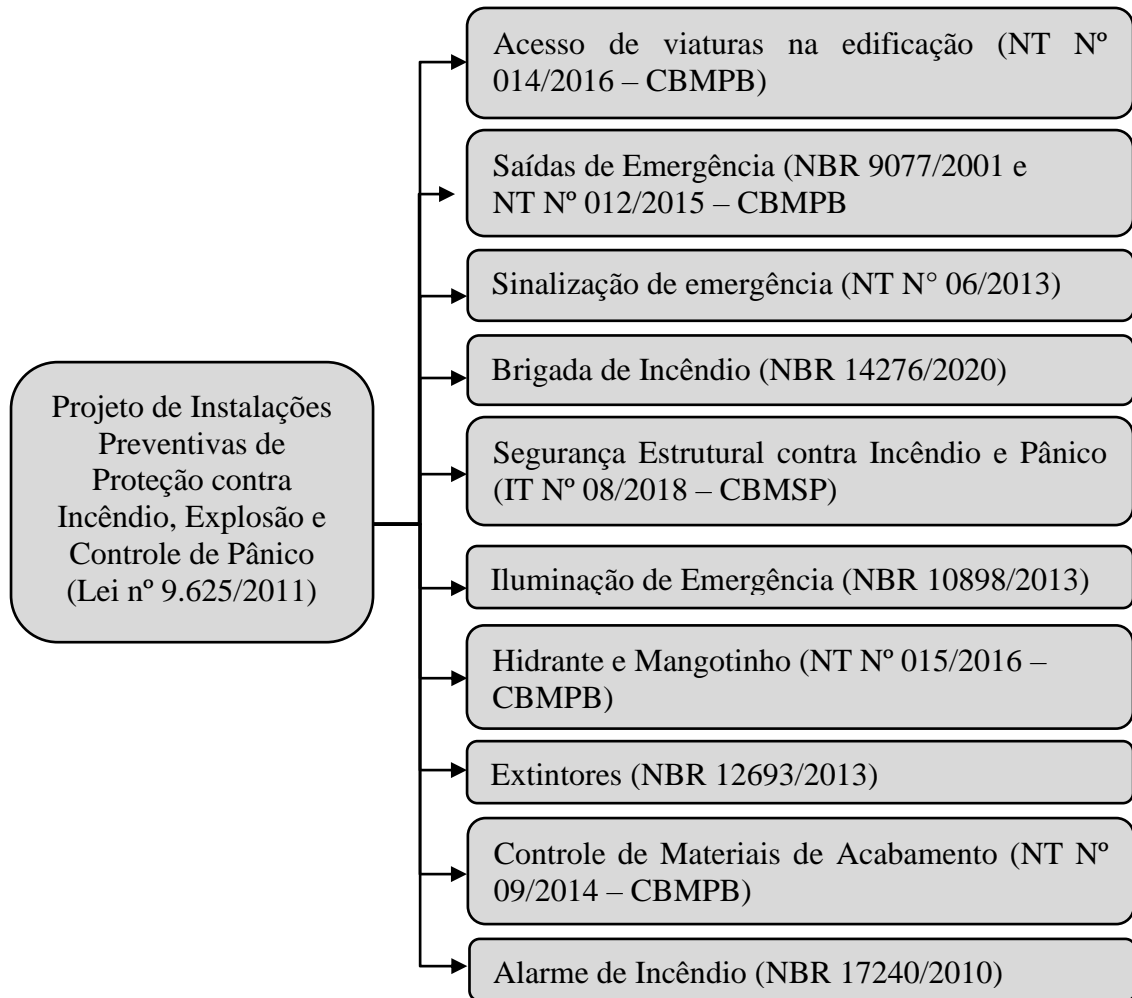 Acesso de viaturas na edificação (NT Nº
014/2016 – CBMPB)
Saídas de Emergência (NBR 9077/2001 e
NT Nº 012/2015 – CBMPB
Sinalização de emergência (NT N° 06/2013)
Brigada de Incêndio (NBR 14276/2020)
Projeto de Instalações
Preventivas de
Proteção contra
Incêndio, Explosão e
Controle de Pânico
(Lei nº 9.625/2011)
Segurança Estrutural contra Incêndio e Pânico
(IT Nº 08/2018 – CBMSP)
Iluminação de Emergência (NBR 10898/2013)
Hidrante e Mangotinho (NT Nº 015/2016 –
CBMPB)
Extintores (NBR 12693/2013)
Controle de Materiais de Acabamento (NT Nº
09/2014 – CBMPB)
Alarme de Incêndio (NBR 17240/2010)